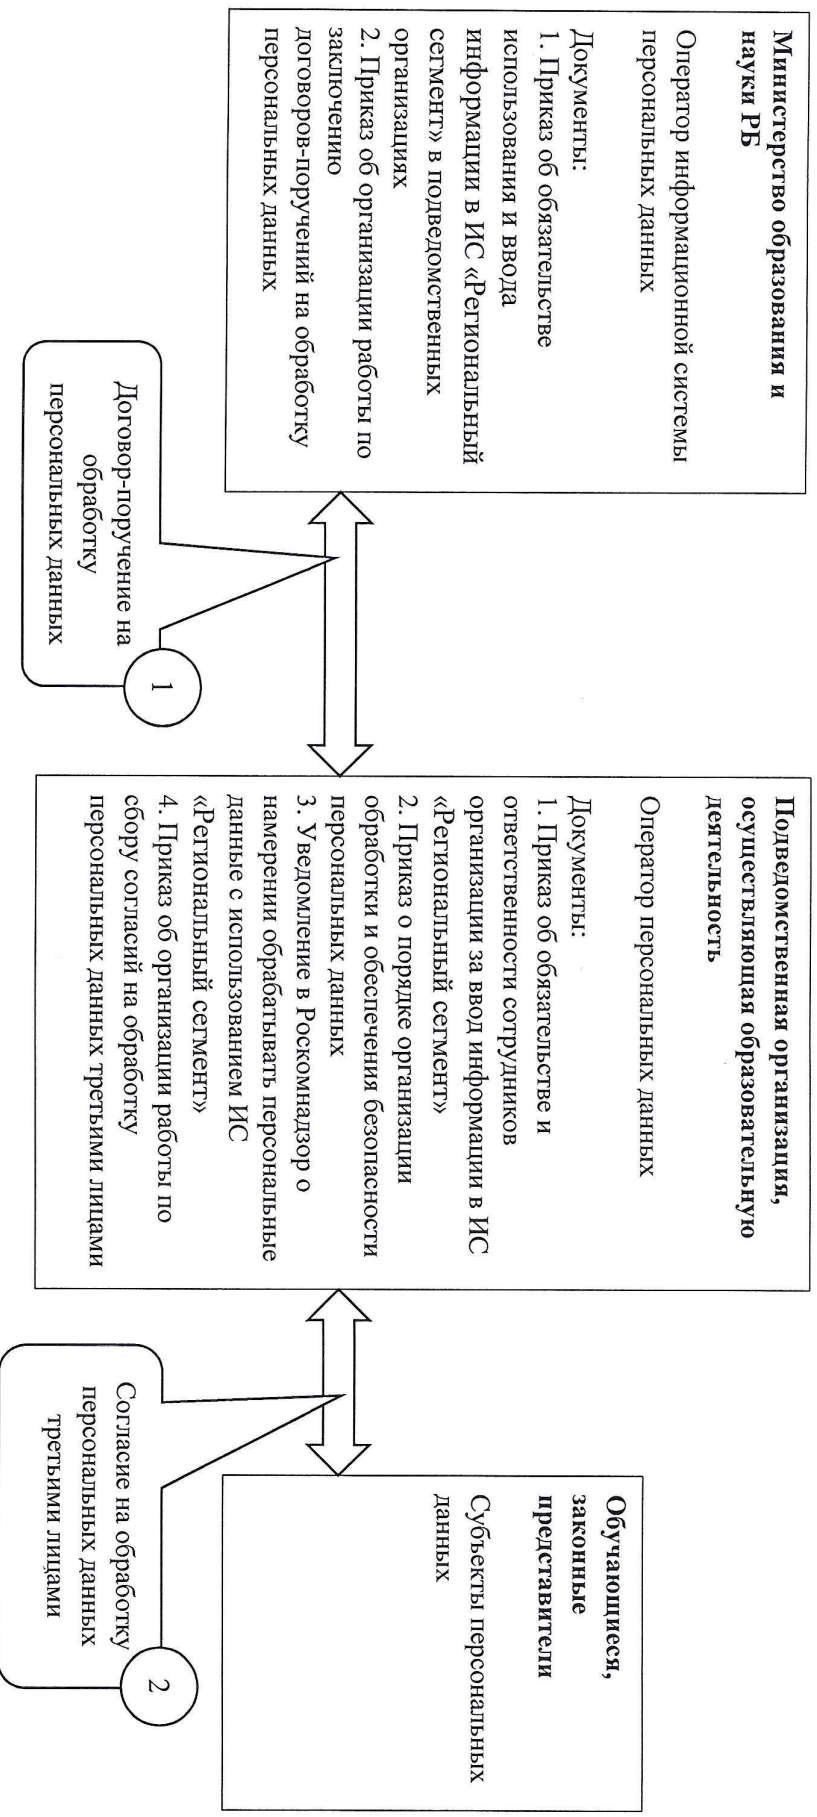 Министерство образования и
науки РБ
Оператор информационной системы
персональных данных
Документы:
1. Приказ об обязательстве
использования и ввода
информации в ИС «Региональный
сегмент» в подведомственных
организациях
2. Приказ об организации работы по
заключению
договоров-поручений на обработку
персональных данных
Договор-поручение на
обработку
персональных данных
1
Подведомственная организация,
осуществляющая образовательную
деятельность
Оператор персональных данных
Документы:
1. Приказ об обязательстве и
ответственности сотрудников
организации за ввод информации в ИС
«Региональный сегмент»
2. Приказ о порядке организации
обработки и обеспечения безопасности
персональных данных
3. Уведомление в Роскомнадзор о
намерении обрабатывать персональные
данные с использованием ИС
«Региональный сегмент»
4. Приказ об организации работы по
сбору согласий на обработку
персональных данных третьими лицами
Согласие на обработку
персональных данных
третьими лицами
2
Обучающиеся,
законные
представители
Субъекты персональных
данных